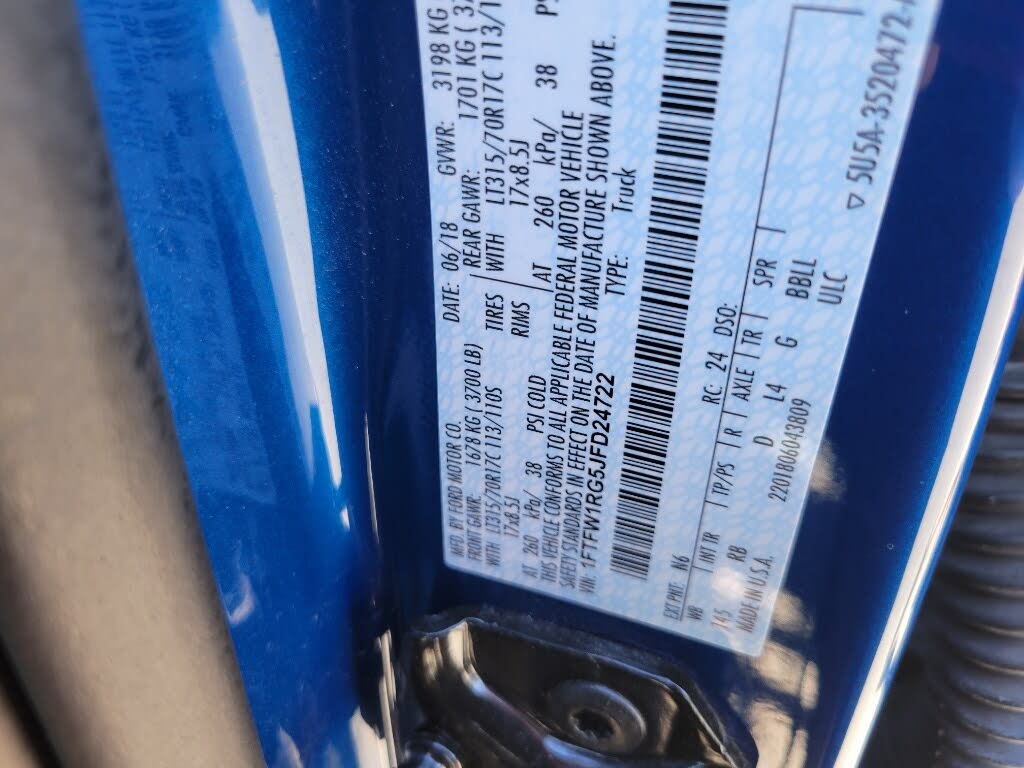 MFD. BY FORD MOTOR CO. DATE: 06/18 GVWR: 3198 KG
FRONT GAWR: 1678 KG (3700 LB) REAR GAWR: 1701 KG (
WITH LT315/70R17C 113/110S TIRES WITH LT315/70R17C 113/1
17x8.5J RIMS 17x8.5J
AT 260 kPa/ 38 PSI COLD AT 260 kPa/ 38 PS
THIS VEHICLE CONFORMS TO ALL APPLICABLE FEDERAL MOTOR VEHICLE
SAFETY STANDARDS IN EFFECT ON THE DATE OF MANUFACTURE SHOWN ABOVE.
VIN: 1FTFW1RG5JFD24722 TYPE: Truck
EXT PNT: N6 RC: 24 DSO:
WB INT TR TP/PS R AXLE TR SPR
145 RB D L4 G BBLL
MADE IN U.S.A. 2201806043809 ULC
▽ 5U5A-3520472-